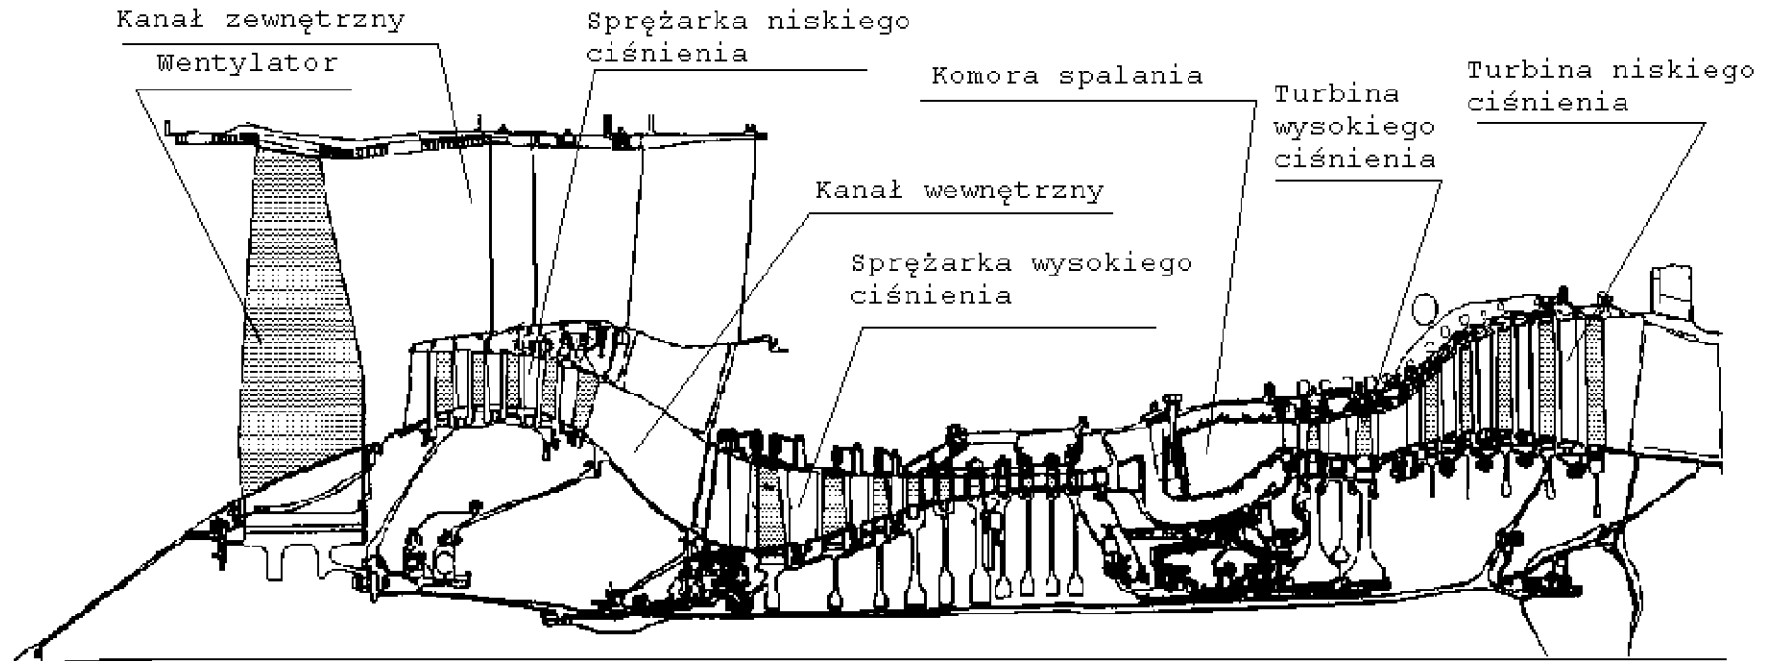 Kanał zewnętrzny
Wentylator
Sprężarka niskiego
ciśnienia
Komora spalania
Turbina
wysokiego
ciśnienia
Turbina niskiego
ciśnienia
Kanał wewnętrzny
Sprężarka wysokiego
ciśnienia